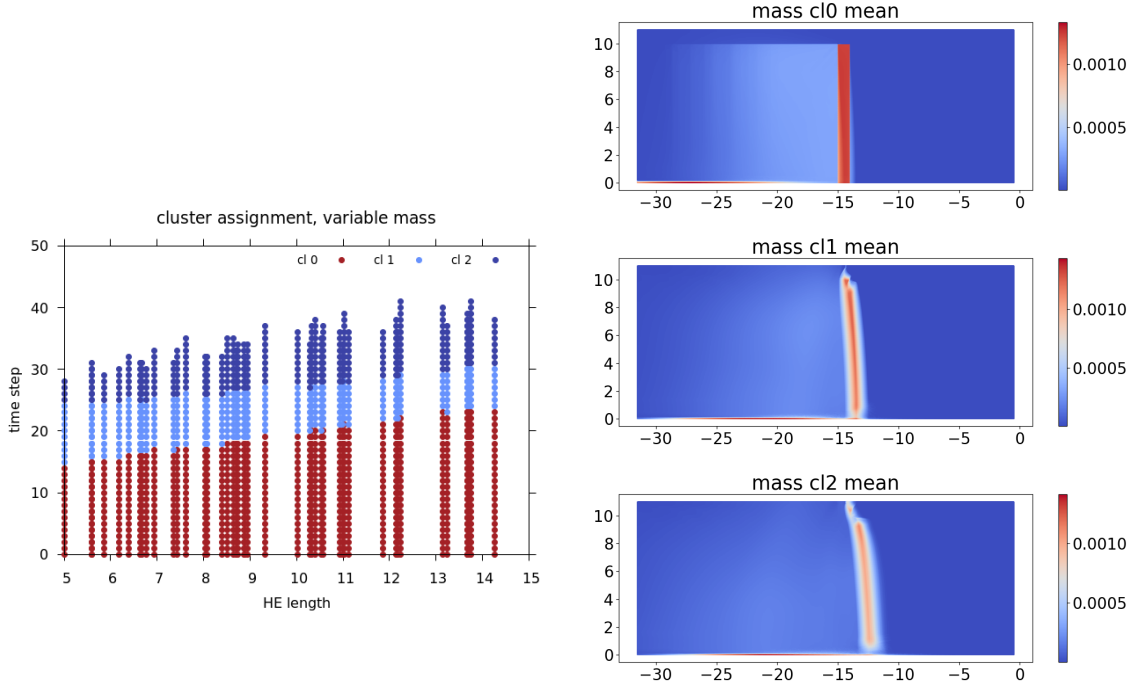 cluster assignment, variable mass
cl 0 cl 1 cl 2
50
40
30
20
10
0
time step
5 6 7 8 9 10 11 12 13 14 15
HE length
mass cl0 mean
10
8
6
4
2
0
−30 −25 −20 −15 −10 −5 0
0.0010
0.0005
mass cl1 mean
10
8
6
4
2
0
−30 −25 −20 −15 −10 −5 0
0.0010
0.0005
mass cl2 mean
10
8
6
4
2
0
−30 −25 −20 −15 −10 −5 0
0.0010
0.0005